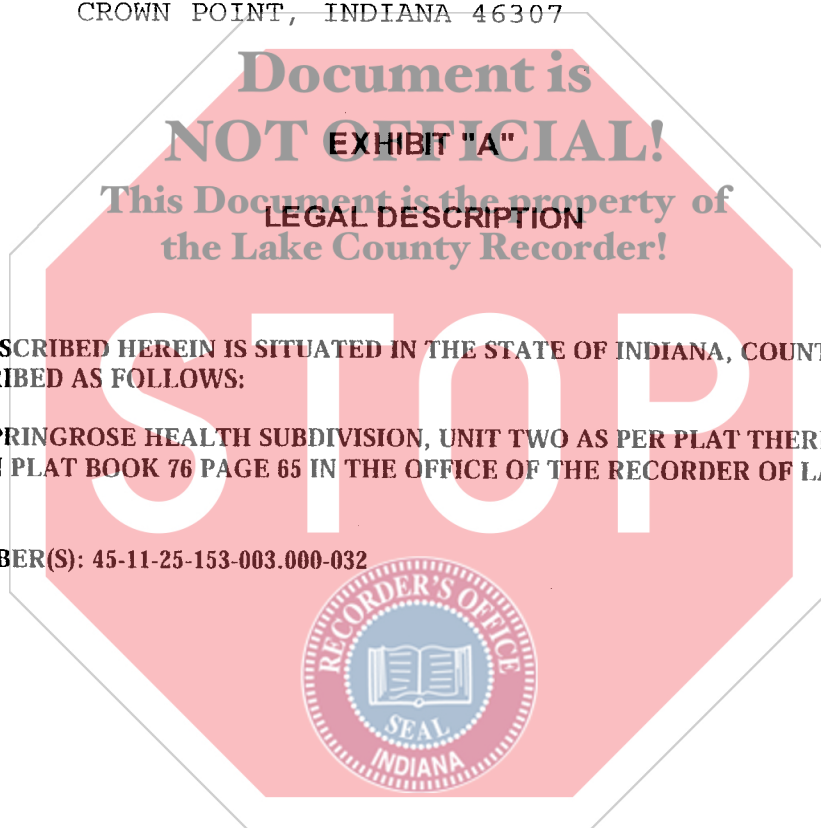 CROWN POINT, INDIANA 46307
Document is
NOT OFFICIAL!
EXHIBIT "A"
This Document is the property of
LEGAL DESCRIPTION
the Lake County Recorder!
SCRIBED HEREIN IS SITUATED IN THE STATE OF INDIANA, COUNT
IBED AS FOLLOWS:
STOP
PRINGROSE HEALTH SUBDIVISION, UNIT TWO AS PER PLAT THER
PLAT BOOK 76 PAGE 65 IN THE OFFICE OF THE RECORDER OF LA
BER(S): 45-11-25-153-003.000-032
RECORDER'S OFFICE
SEAL
INDIANA